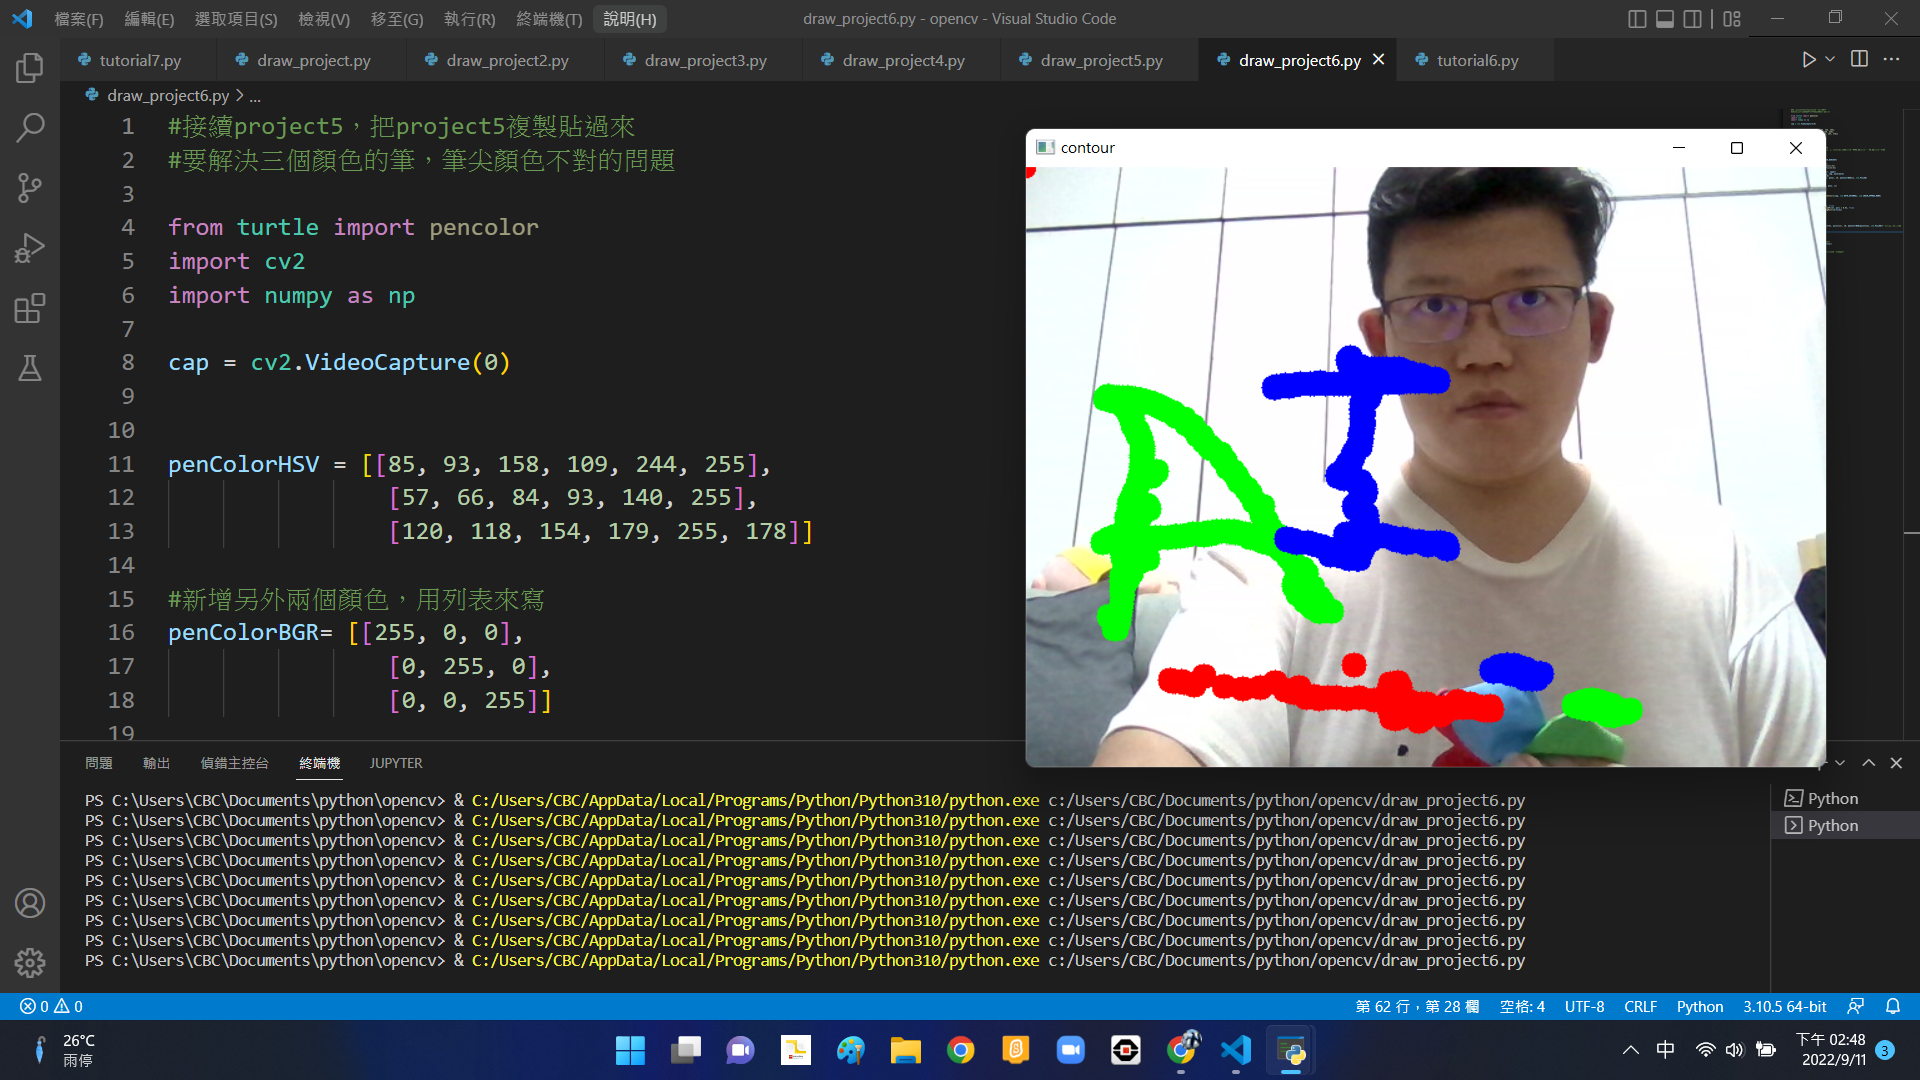 檔案(F) 編輯(E) 選取項目(S) 檢視(V) 移至(G) 執行(R) 終端機(T) 說明(H) draw_project6.py - opencv - Visual Studio Code
tutorial7.py draw_project.py draw_project2.py draw_project3.py draw_project4.py draw_project5.py draw_project6.py tutorial6.py
draw_project6.py > ...
1 #接續project5，把project5複製貼過來
2 #要解決三個顏色的筆，筆尖顏色不對的問題
3
4 from turtle import pencolor
5 import cv2
6 import numpy as np
7
8 cap = cv2.VideoCapture(0)
9
10
11 penColorHSV = [[85, 93, 158, 109, 244, 255],
12 [57, 66, 84, 93, 140, 255],
13 [120, 118, 154, 179, 255, 178]]
14
15 #新增另外兩個顏色，用列表來寫
16 penColorBGR= [[255, 0, 0],
17 [0, 255, 0],
18 [0, 0, 255]]
19
contour
AI
問題 輸出 偵錯主控台 終端機 JUPYTER
PS C:\Users\CBC\Documents\python\opencv> & C:/Users/CBC/AppData/Local/Programs/Python/Python310/python.exe c:/Users/CBC/Documents/python/opencv/draw_project6.py
PS C:\Users\CBC\Documents\python\opencv> & C:/Users/CBC/AppData/Local/Programs/Python/Python310/python.exe c:/Users/CBC/Documents/python/opencv/draw_project6.py
PS C:\Users\CBC\Documents\python\opencv> & C:/Users/CBC/AppData/Local/Programs/Python/Python310/python.exe c:/Users/CBC/Documents/python/opencv/draw_project6.py
PS C:\Users\CBC\Documents\python\opencv> & C:/Users/CBC/AppData/Local/Programs/Python/Python310/python.exe c:/Users/CBC/Documents/python/opencv/draw_project6.py
PS C:\Users\CBC\Documents\python\opencv> & C:/Users/CBC/AppData/Local/Programs/Python/Python310/python.exe c:/Users/CBC/Documents/python/opencv/draw_project6.py
PS C:\Users\CBC\Documents\python\opencv> & C:/Users/CBC/AppData/Local/Programs/Python/Python310/python.exe c:/Users/CBC/Documents/python/opencv/draw_project6.py
PS C:\Users\CBC\Documents\python\opencv> & C:/Users/CBC/AppData/Local/Programs/Python/Python310/python.exe c:/Users/CBC/Documents/python/opencv/draw_project6.py
PS C:\Users\CBC\Documents\python\opencv> & C:/Users/CBC/AppData/Local/Programs/Python/Python310/python.exe c:/Users/CBC/Documents/python/opencv/draw_project6.py
PS C:\Users\CBC\Documents\python\opencv> & C:/Users/CBC/AppData/Local/Programs/Python/Python310/python.exe c:/Users/CBC/Documents/python/opencv/draw_project6.py
Python
Python
0 0 第 62 行，第 28 欄 空格: 4 UTF-8 CRLF Python 3.10.5 64-bit
26°C
雨停
中
下午 02:48
2022/9/11
3